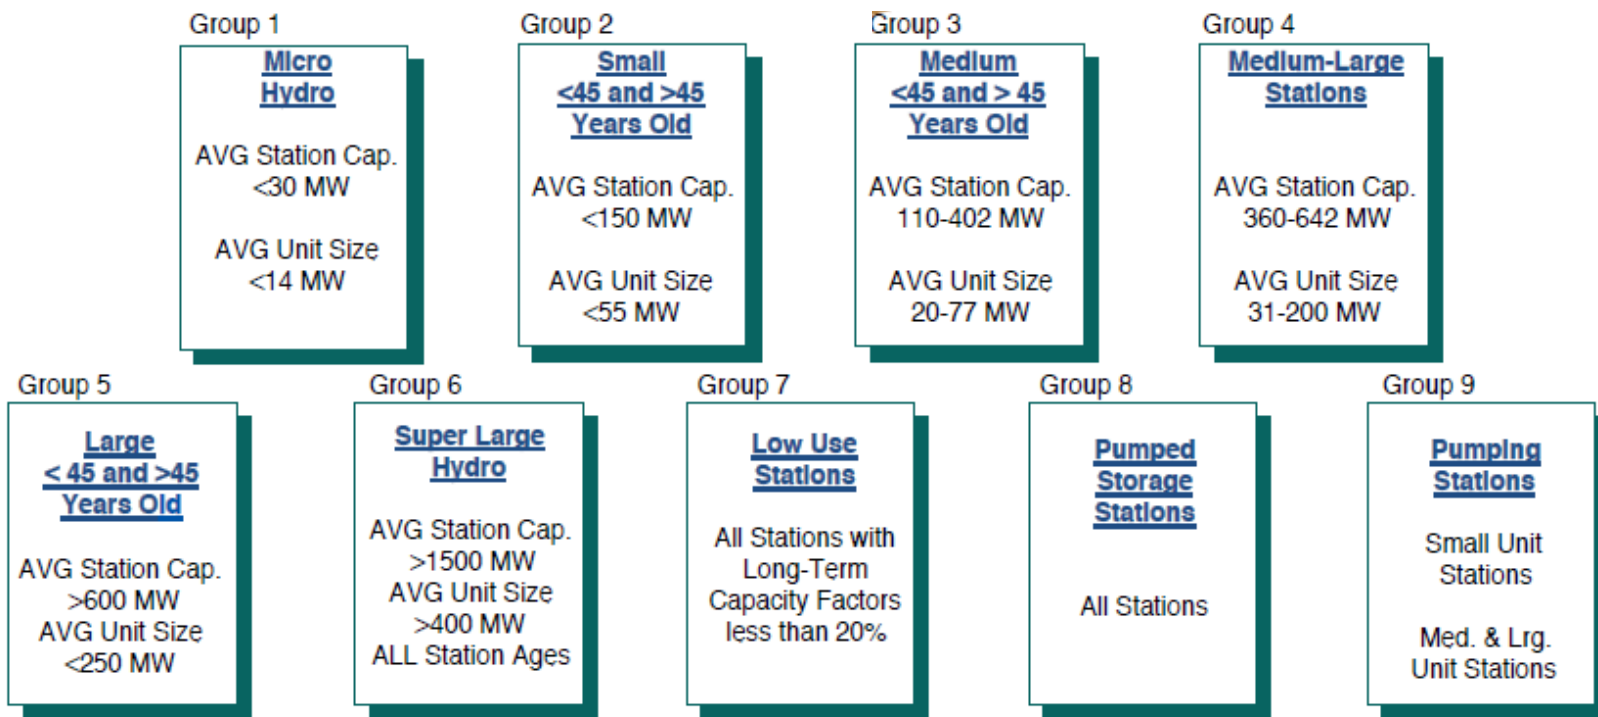 Group 1
Micro
Hydro
AVG Station Cap.
<30 MW
AVG Unit Size
<14 MW
Group 2
Small
<45 and >45
Years Old
AVG Station Cap.
<150 MW
AVG Unit Size
<55 MW
Group 3
Medium
<45 and > 45
Years Old
AVG Station Cap.
110-402 MW
AVG Unit Size
20-77 MW
Group 4
Medium-Large
Stations
AVG Station Cap.
360-642 MW
AVG Unit Size
31-200 MW
Group 5
Large
< 45 and >45
Years Old
AVG Station Cap.
>600 MW
AVG Unit Size
<250 MW
Group 6
Super Large
Hydro
AVG Station Cap.
>1500 MW
AVG Unit Size
>400 MW
ALL Station Ages
Group 7
Low Use
Stations
All Stations with
Long-Term
Capacity Factors
less than 20%
Group 8
Pumped
Storage
Stations
All Stations
Group 9
Pumping
Stations
Small Unit
Stations
Med. & Lrg.
Unit Stations